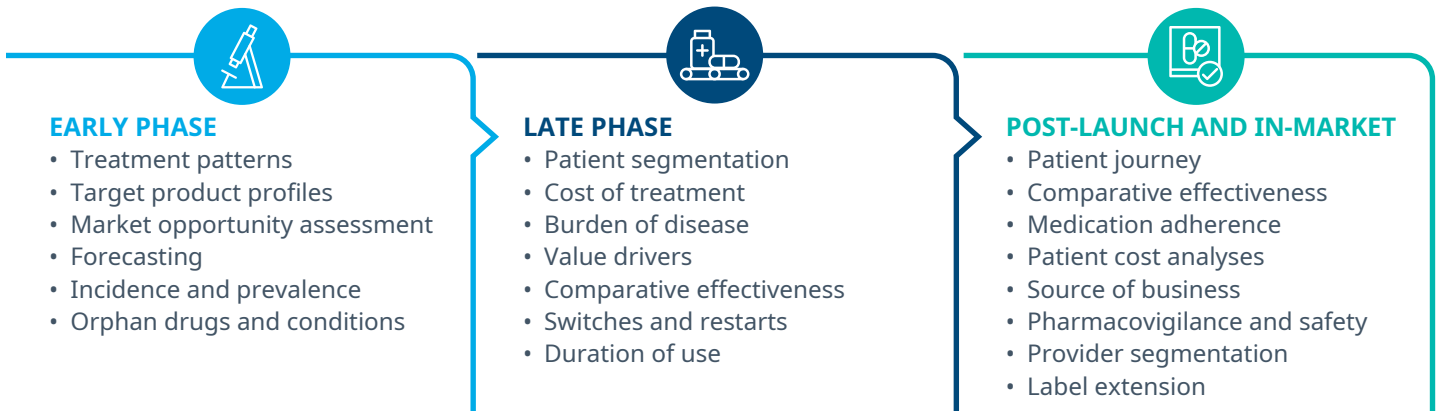 EARLY PHASE
• Treatment patterns
• Target product profiles
• Market opportunity assessment
• Forecasting
• Incidence and prevalence
• Orphan drugs and conditions
LATE PHASE
• Patient segmentation
• Cost of treatment
• Burden of disease
• Value drivers
• Comparative effectiveness
• Switches and restarts
• Duration of use
POST-LAUNCH AND IN-MARKET
• Patient journey
• Comparative effectiveness
• Medication adherence
• Patient cost analyses
• Source of business
• Pharmacovigilance and safety
• Provider segmentation
• Label extension